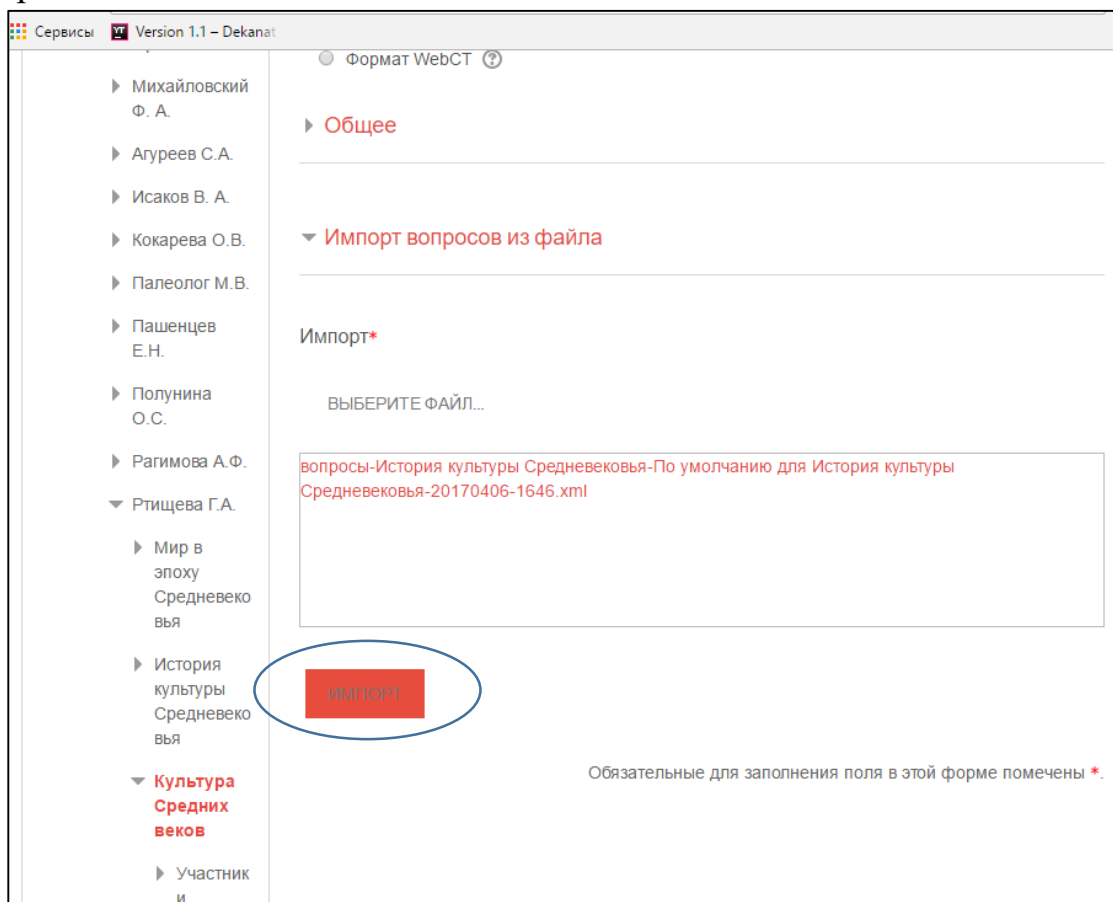 Сервисы Version 1.1 – Dekanat
Формат WebCT
Михайловский
Ф. А.
Агуреев С.А.
Исаков В. А.
Кокарева О.В.
Палеолог М.В.
Пашенцев
Е.Н.
Полунина
О.С.
Рагимова А.Ф.
Ртищева Г.А.
Мир в
эпоху
Средневеко
вья
История
культуры
Средневеко
вья
Культура
Средних
веков
Участник
и
Общее
Импорт вопросов из файла
Импорт*
ВЫБЕРИТЕ ФАЙЛ...
вопросы-История культуры Средневековья-По умолчанию для История культуры
Средневековья-20170406-1646.xml
ИМПОРТ
Обязательные для заполнения поля в этой форме помечены *.